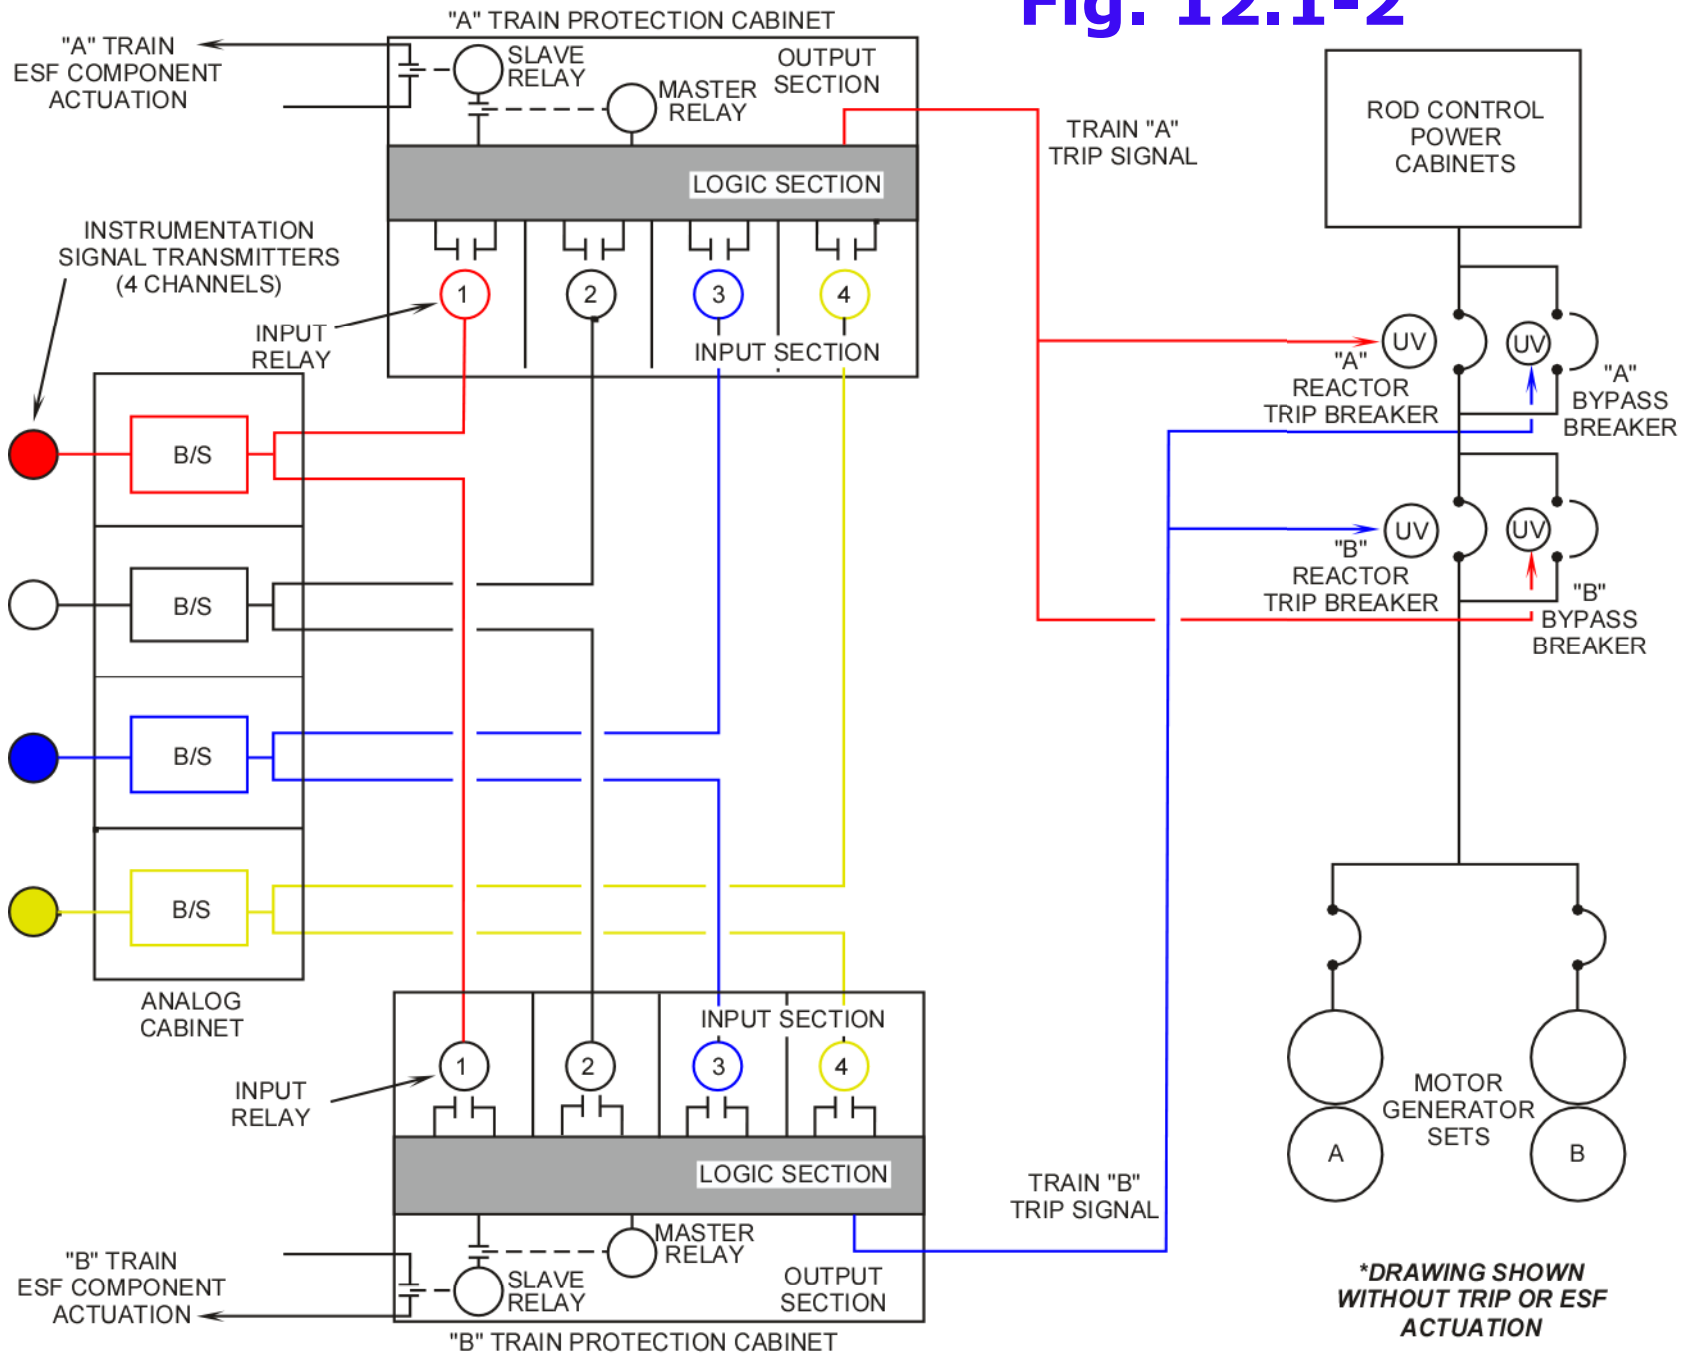 Fig. 12.1-2
"A" TRAIN PROTECTION CABINET
"A" TRAIN
ESF COMPONENT
ACTUATION
SLAVE
RELAY
MASTER
RELAY
OUTPUT
SECTION
LOGIC SECTION
TRAIN "A"
TRIP SIGNAL
ROD CONTROL
POWER
CABINETS
INSTRUMENTATION
SIGNAL TRANSMITTERS
(4 CHANNELS)
1
2
3
4
INPUT
RELAY
INPUT SECTION
UV
UV
"A"
REACTOR
TRIP BREAKER
"A"
BYPASS
BREAKER
B/S
B/S
B/S
B/S
UV
UV
"B"
REACTOR
TRIP BREAKER
"B"
BYPASS
BREAKER
ANALOG
CABINET
INPUT SECTION
1
2
3
4
INPUT
RELAY
LOGIC SECTION
MOTOR
GENERATOR
SETS
A
B
TRAIN "B"
TRIP SIGNAL
MASTER
RELAY
SLAVE
RELAY
OUTPUT
SECTION
"B" TRAIN
ESF COMPONENT
ACTUATION
"B" TRAIN PROTECTION CABINET
*DRAWING SHOWN
WITHOUT TRIP OR ESF
ACTUATION